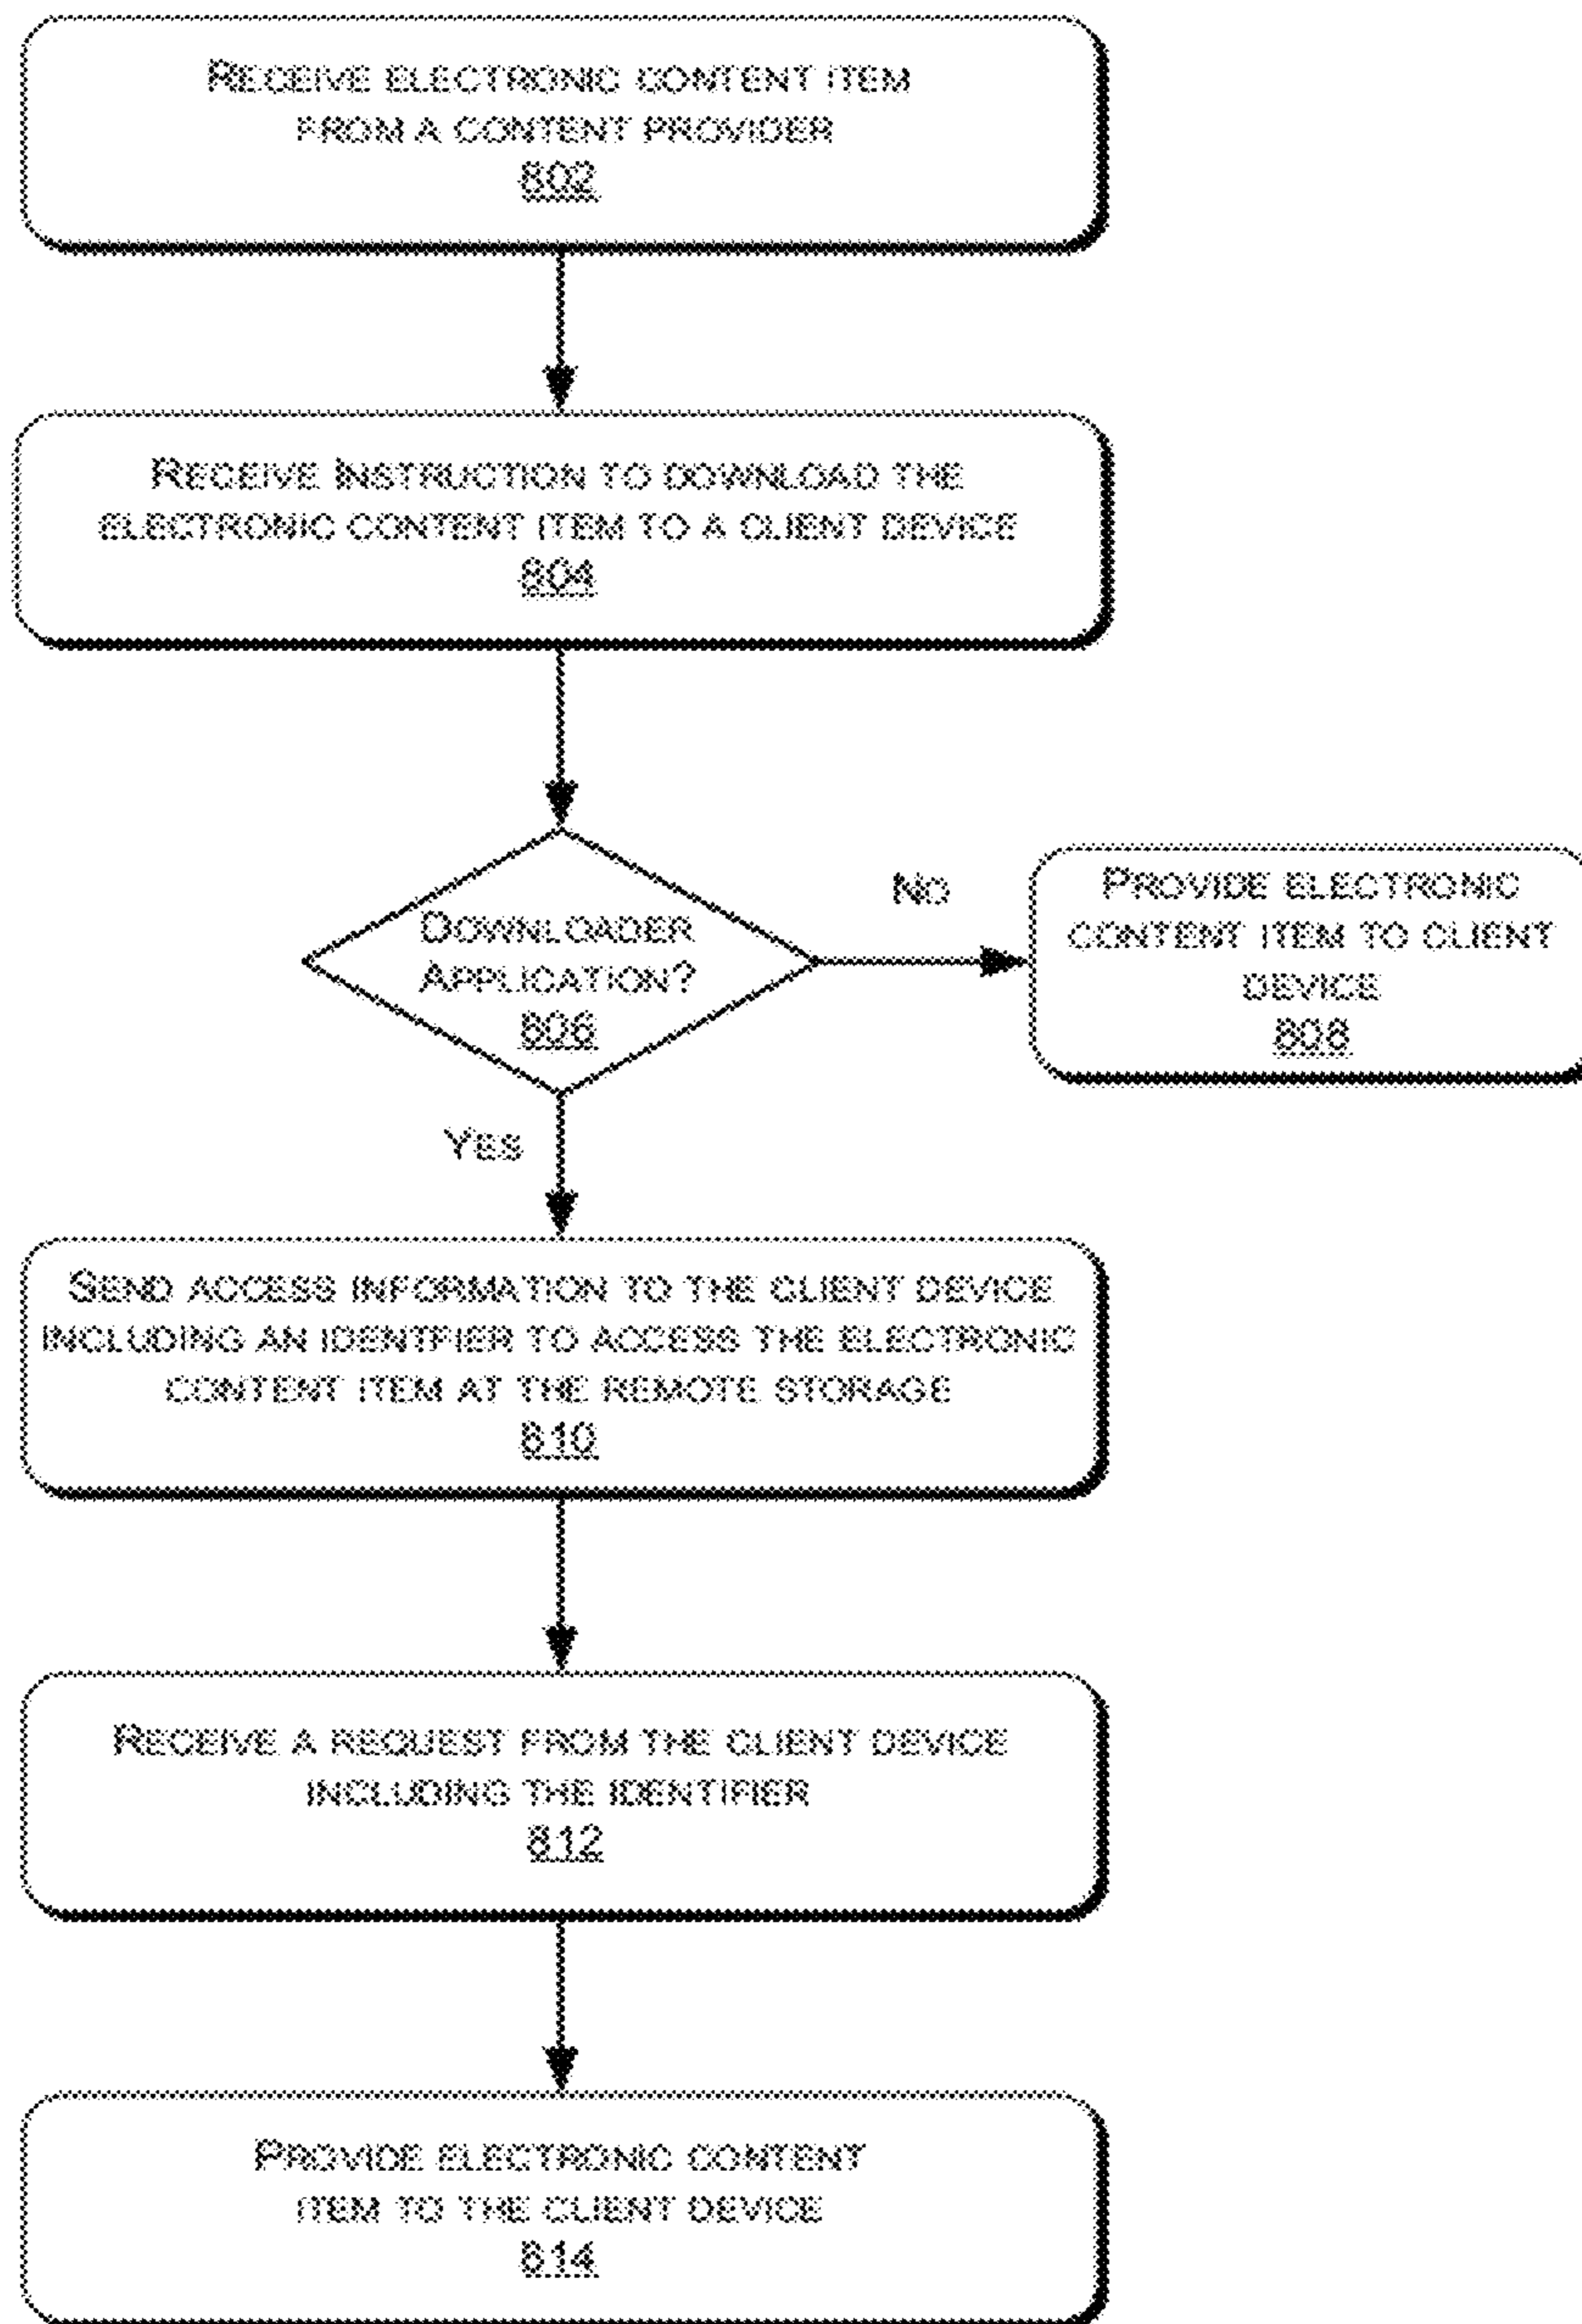 RECEIVE ELECTRONIC CONTENT ITEM
FROM A CONTENT PROVIDER
802
RECEIVE INSTRUCTION TO DOWNLOAD THE
ELECTRONIC CONTENT ITEM TO A CLIENT DEVICE
804
DOWNLOADER
APPLICATION?
806
NO
PROVIDE ELECTRONIC
CONTENT ITEM TO CLIENT
DEVICE
808
YES
SEND ACCESS INFORMATION TO THE CLIENT DEVICE
INCLUDING AN IDENTFIER TO ACCESS THE ELECTRONIC
CONTENT ITEM AT THE REMOTE STORAGE
810
RECEIVE A REQUEST FROM THE CLIENT DEVICE
INCLUDING THE IDENTIFIER
812
PROVIDE ELECTRONIC CONTENT
ITEM TO THE CLIENT DEVICE
814